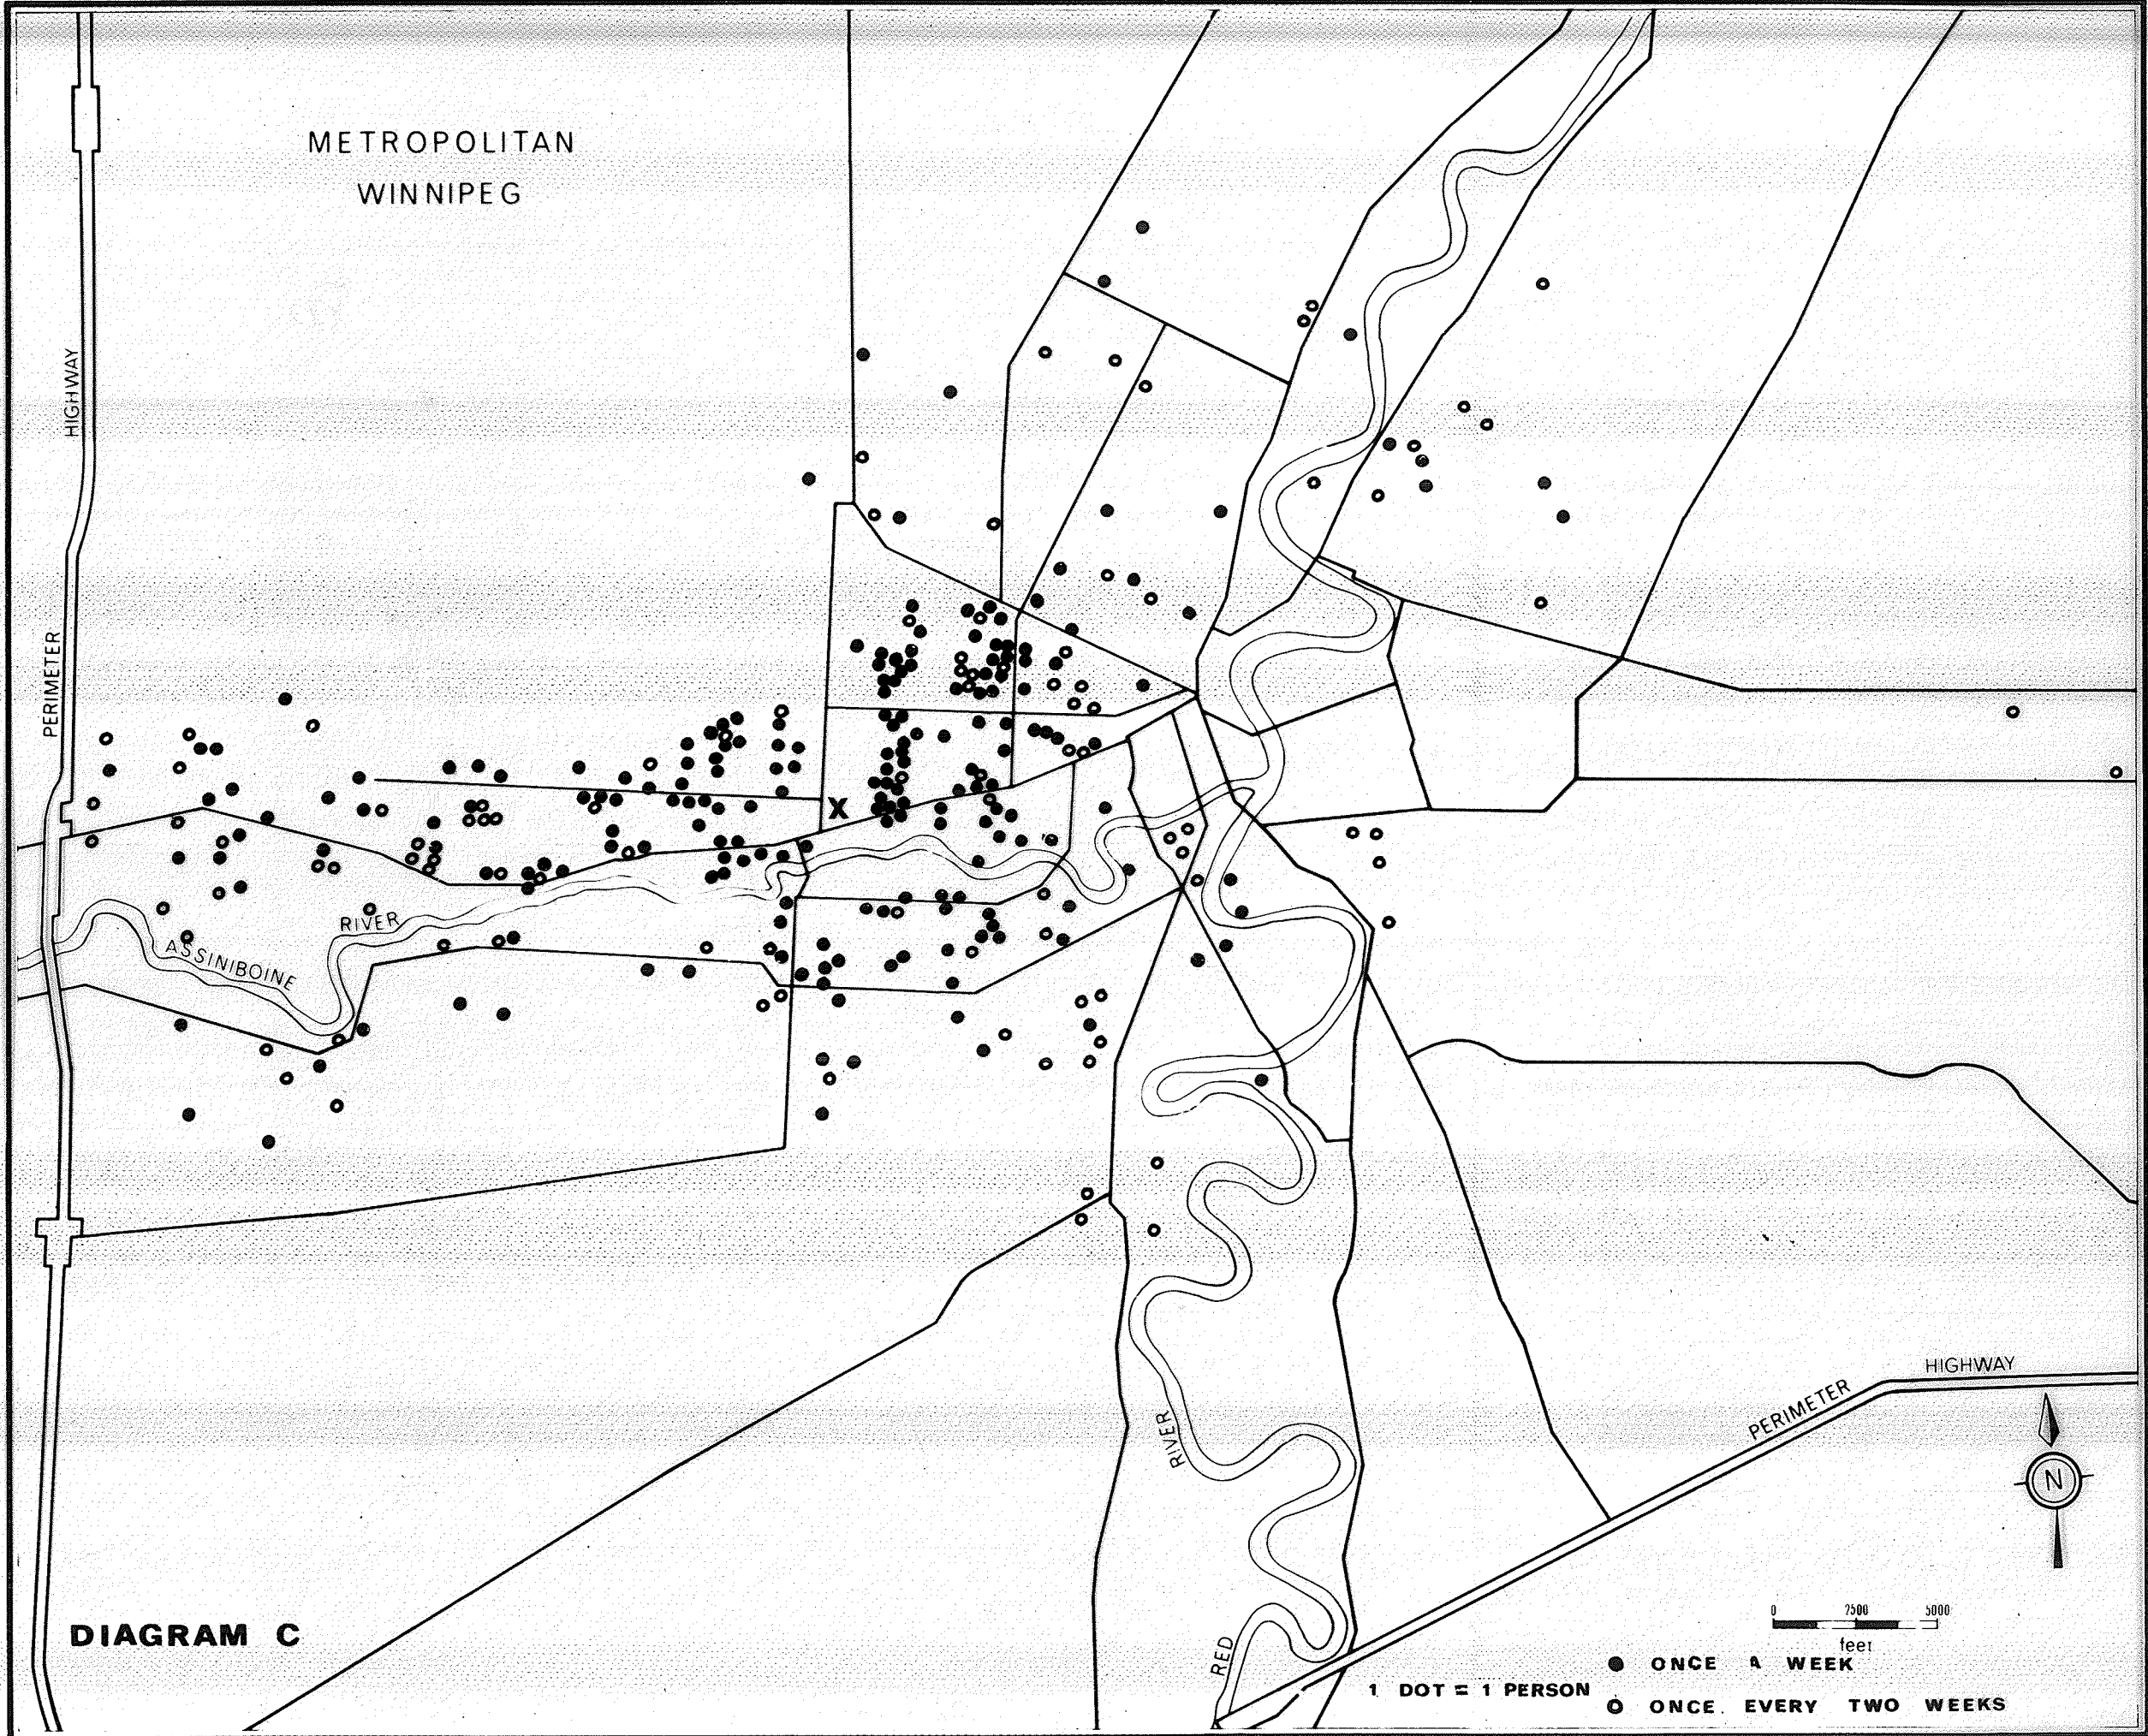 METROPOLITAN
WINNIPEG
HIGHWAY
PERIMETER
X
RIVER
ASSINIBOINE
HIGHWAY
PERIMETER
RIVER
N
DIAGRAM C
0 2500 5000
feet
RED
● ONCE A WEEK
1 DOT = 1 PERSON
○ ONCE EVERY TWO WEEKS